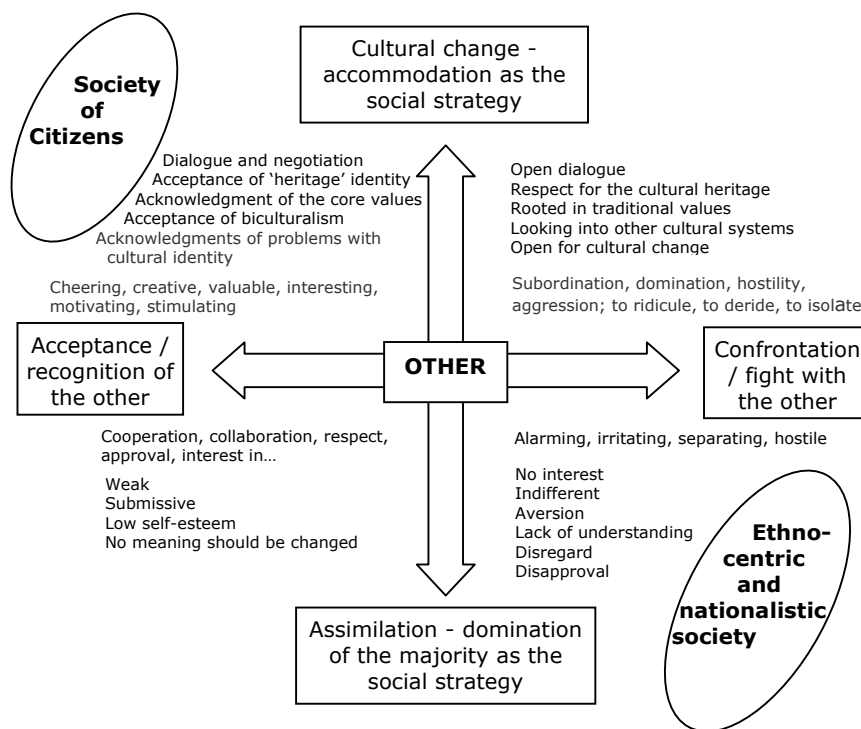 Society
of
Citizens
Cultural change -
accommodation as the
social strategy
Dialogue and negotiation
Acceptance of ‘heritage’ identity
Acknowledgment of the core values
Acceptance of biculturalism
Acknowledgments of problems with
cultural identity
Cheering, creative, valuable, interesting,
motivating, stimulating
Open dialogue
Respect for the cultural heritage
Rooted in traditional values
Looking into other cultural systems
Open for cultural change
Subordination, domination, hostility,
aggression; to ridicule, to deride, to isolate
Acceptance /
recognition of
the other
OTHER
Confrontation
/ fight with
the other
Cooperation, collaboration, respect,
approval, interest in…
Weak
Submissive
Low self-esteem
No meaning should be changed
Alarming, irritating, separating, hostile
No interest
Indifferent
Aversion
Lack of understanding
Disregard
Disapproval
Ethno-
centric
and
nationalistic
society
Assimilation - domination
of the majority as the
social strategy